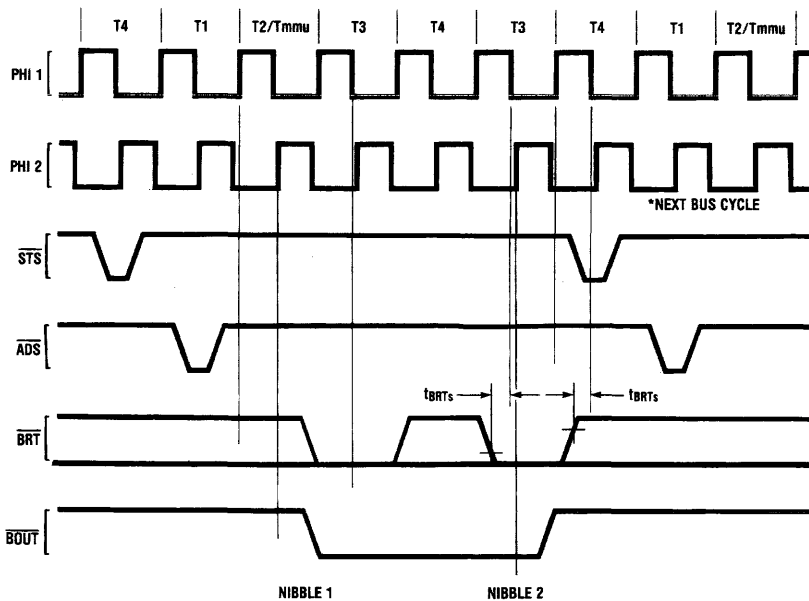 T4 T1 T2/Tmmu T3 T4 T3 T4 T1 T2/Tmmu
PHI 1
PHI 2
*NEXT BUS CYCLE
STS
ADS
tBRTs tBRTs
BRT
BOUT
NIBBLE 1 NIBBLE 2